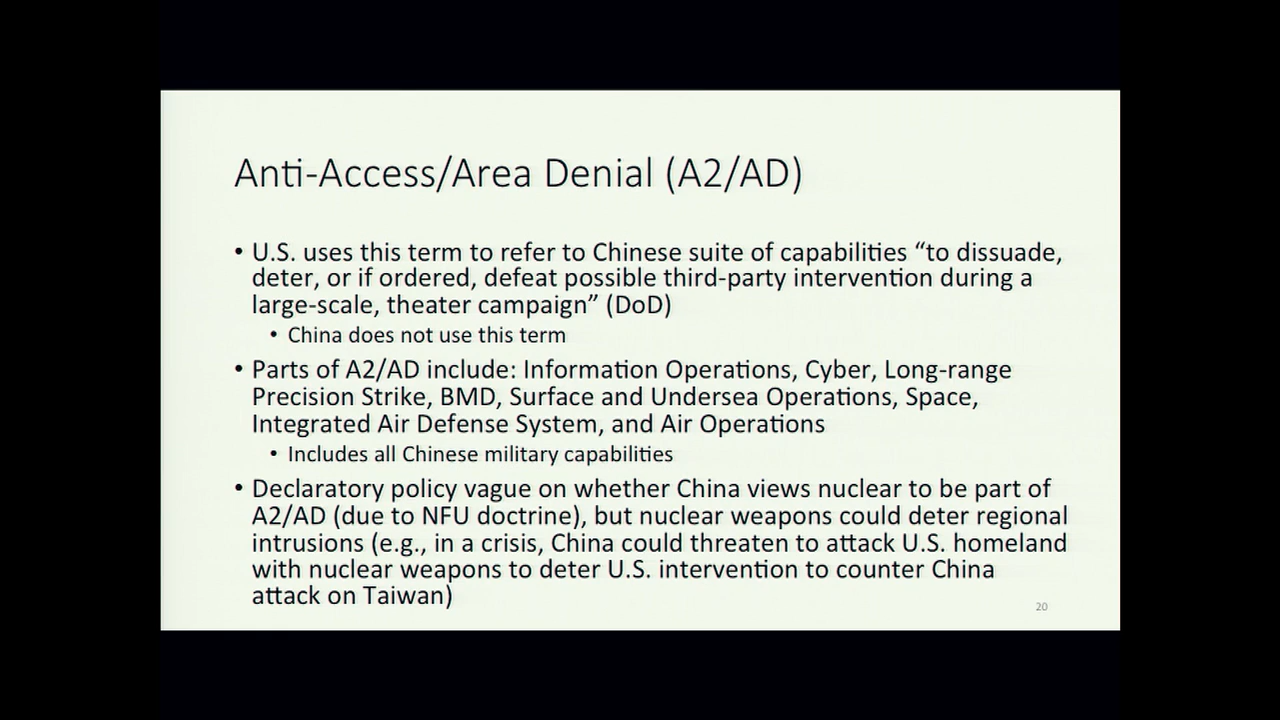 Anti-Access/Area Denial (A2/AD)
• U.S. uses this term to refer to Chinese suite of capabilities “to dissuade,
deter, or if ordered, defeat possible third-party intervention during a
large-scale, theater campaign” (DoD)
• China does not use this term
• Parts of A2/AD include: Information Operations, Cyber, Long-range
Precision Strike, BMD, Surface and Undersea Operations, Space,
Integrated Air Defense System, and Air Operations
• Includes all Chinese military capabilities
• Declaratory policy vague on whether China views nuclear to be part of
A2/AD (due to NFU doctrine), but nuclear weapons could deter regional
intrusions (e.g., in a crisis, China could threaten to attack U.S. homeland
with nuclear weapons to deter U.S. intervention to counter China
attack on Taiwan)
20